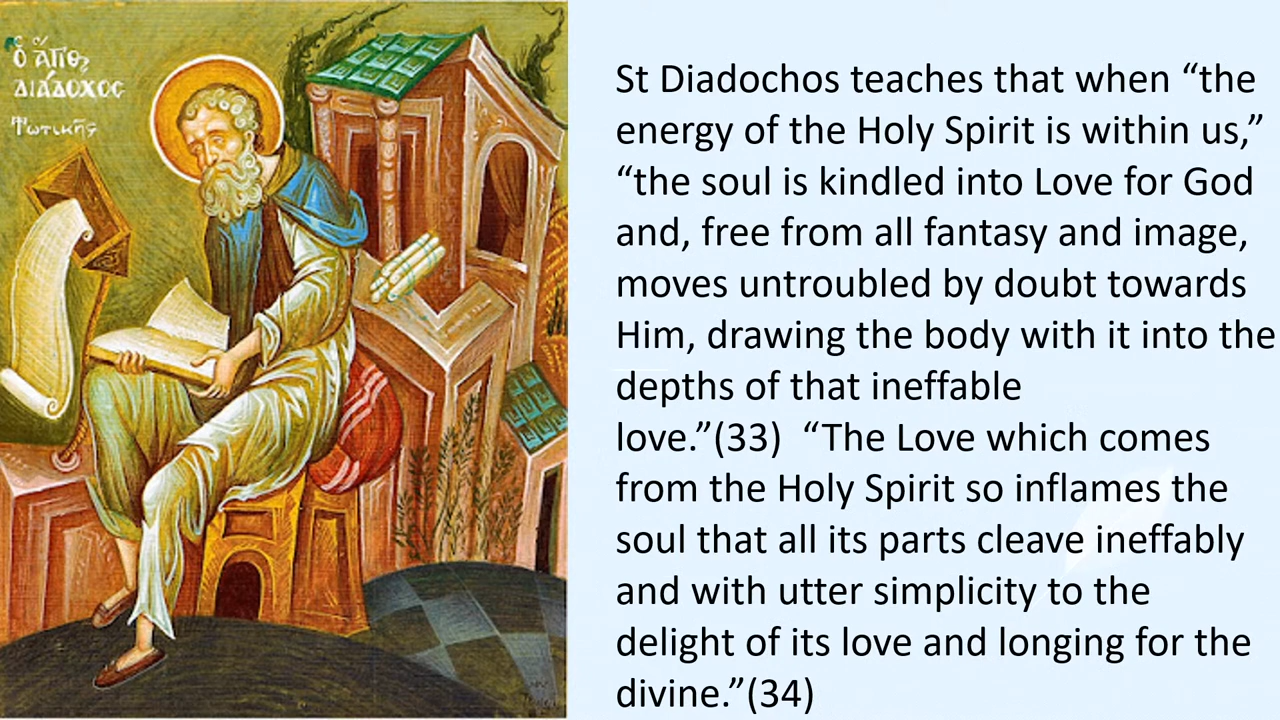 ὁ ἅγιος
ΔΙΆΔΟΧΟΣ
Φωτικῆς
St Diadochos teaches that when “the
energy of the Holy Spirit is within us,”
“the soul is kindled into Love for God
and, free from all fantasy and image,
moves untroubled by doubt towards
Him, drawing the body with it into the
depths of that ineffable
love.”(33)  “The Love which comes
from the Holy Spirit so inflames the
soul that all its parts cleave ineffably
and with utter simplicity to the
delight of its love and longing for the
divine.”(34)